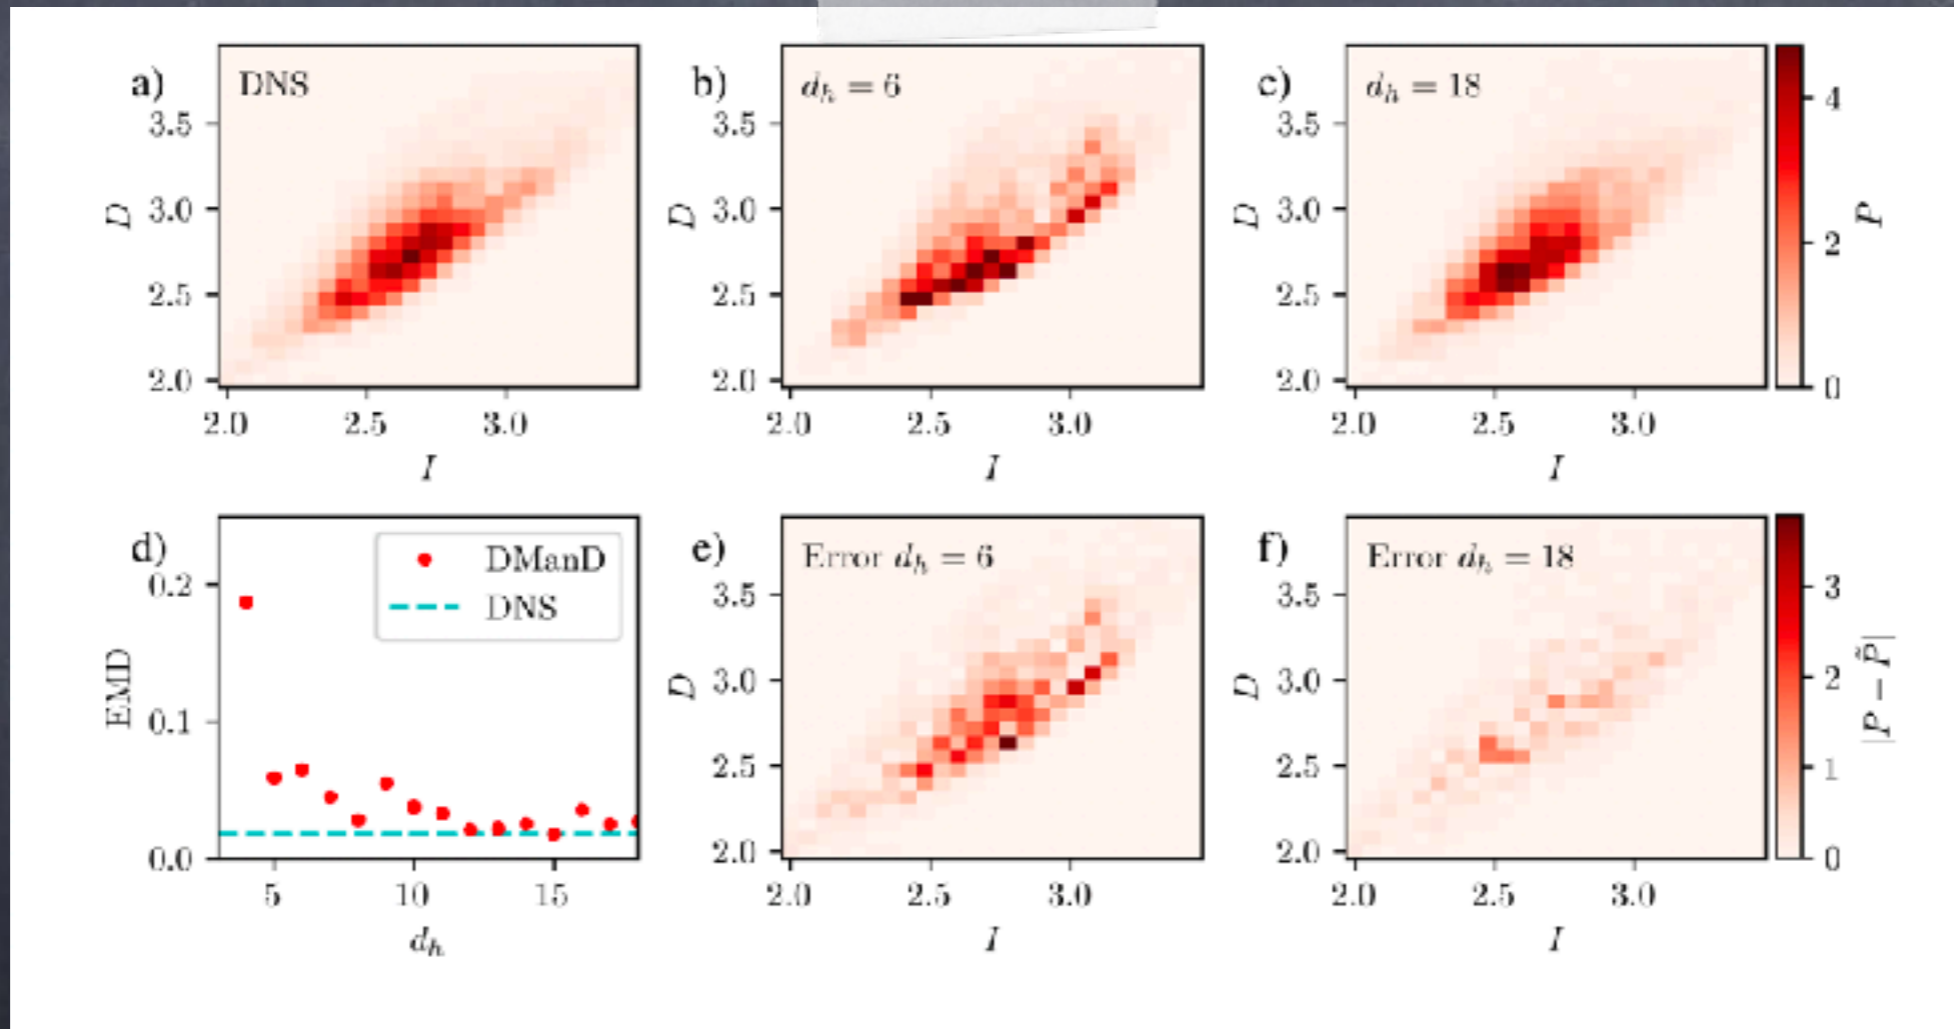 a) DNS
D
3.5
3.0
2.5
2.0
2.0 2.5 3.0
I
b) d_h = 6
D
3.5
3.0
2.5
2.0
2.0 2.5 3.0
I
c) d_h = 18
D
3.5
3.0
2.5
2.0
2.0 2.5 3.0
I
4
2
0
P
d)
DManD
DNS
EMD
0.2
0.1
0.0
5 10 15
d_h
e) Error d_h = 6
D
3.5
3.0
2.5
2.0
2.0 2.5 3.0
I
f) Error d_h = 18
D
3.5
3.0
2.5
2.0
2.0 2.5 3.0
I
3
2
1
0
|P − P̃|